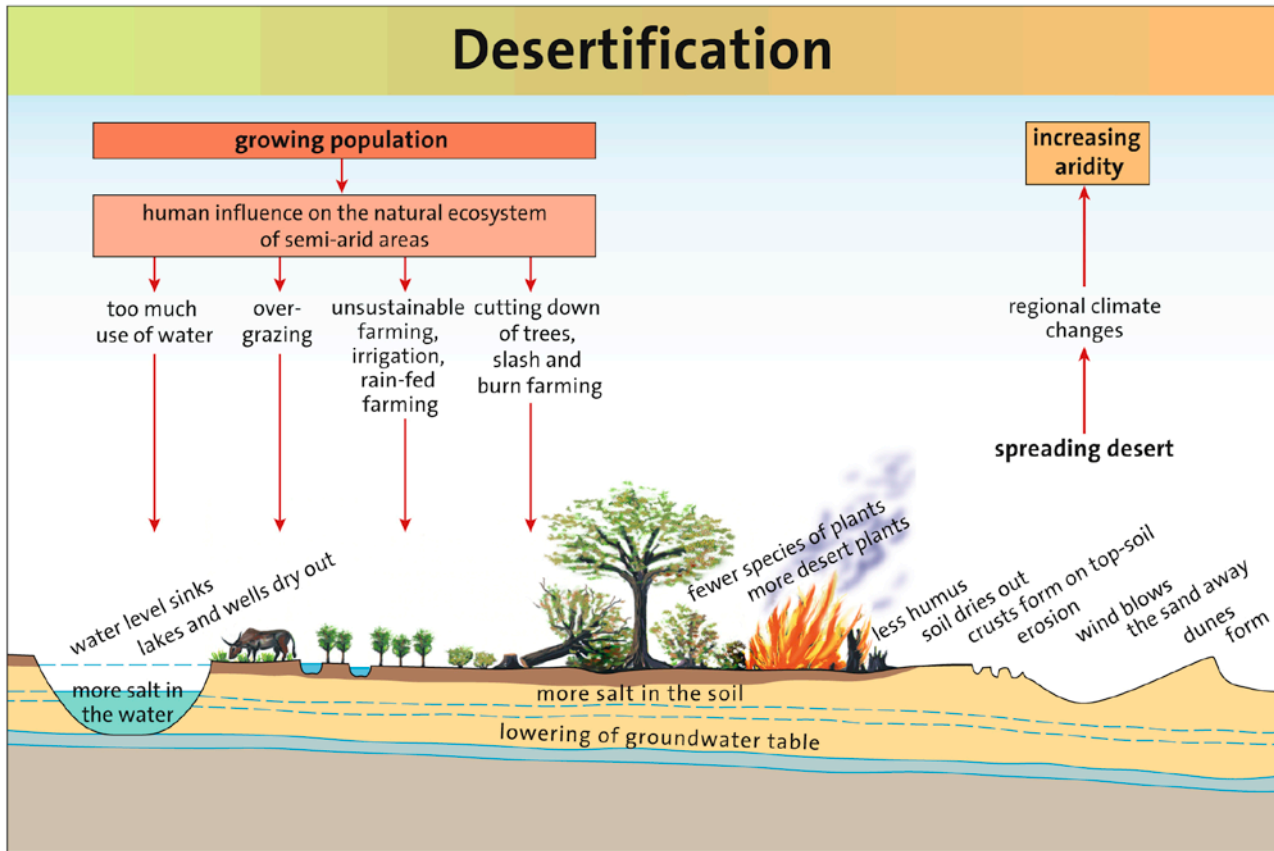 Desertification
growing population
human influence on the natural ecosystem
of semi-arid areas
too much
use of water
over-
grazing
unsustainable
farming,
irrigation,
rain-fed
farming
cutting down
of trees,
slash and
burn farming
increasing
aridity
regional climate
changes
spreading desert
water level sinks
lakes and wells dry out
fewer species of plants
more desert plants
less humus
soil dries out
crusts form on top-soil
erosion
wind blows
the sand away
dunes
form
more salt in
the water
more salt in the soil
lowering of groundwater table